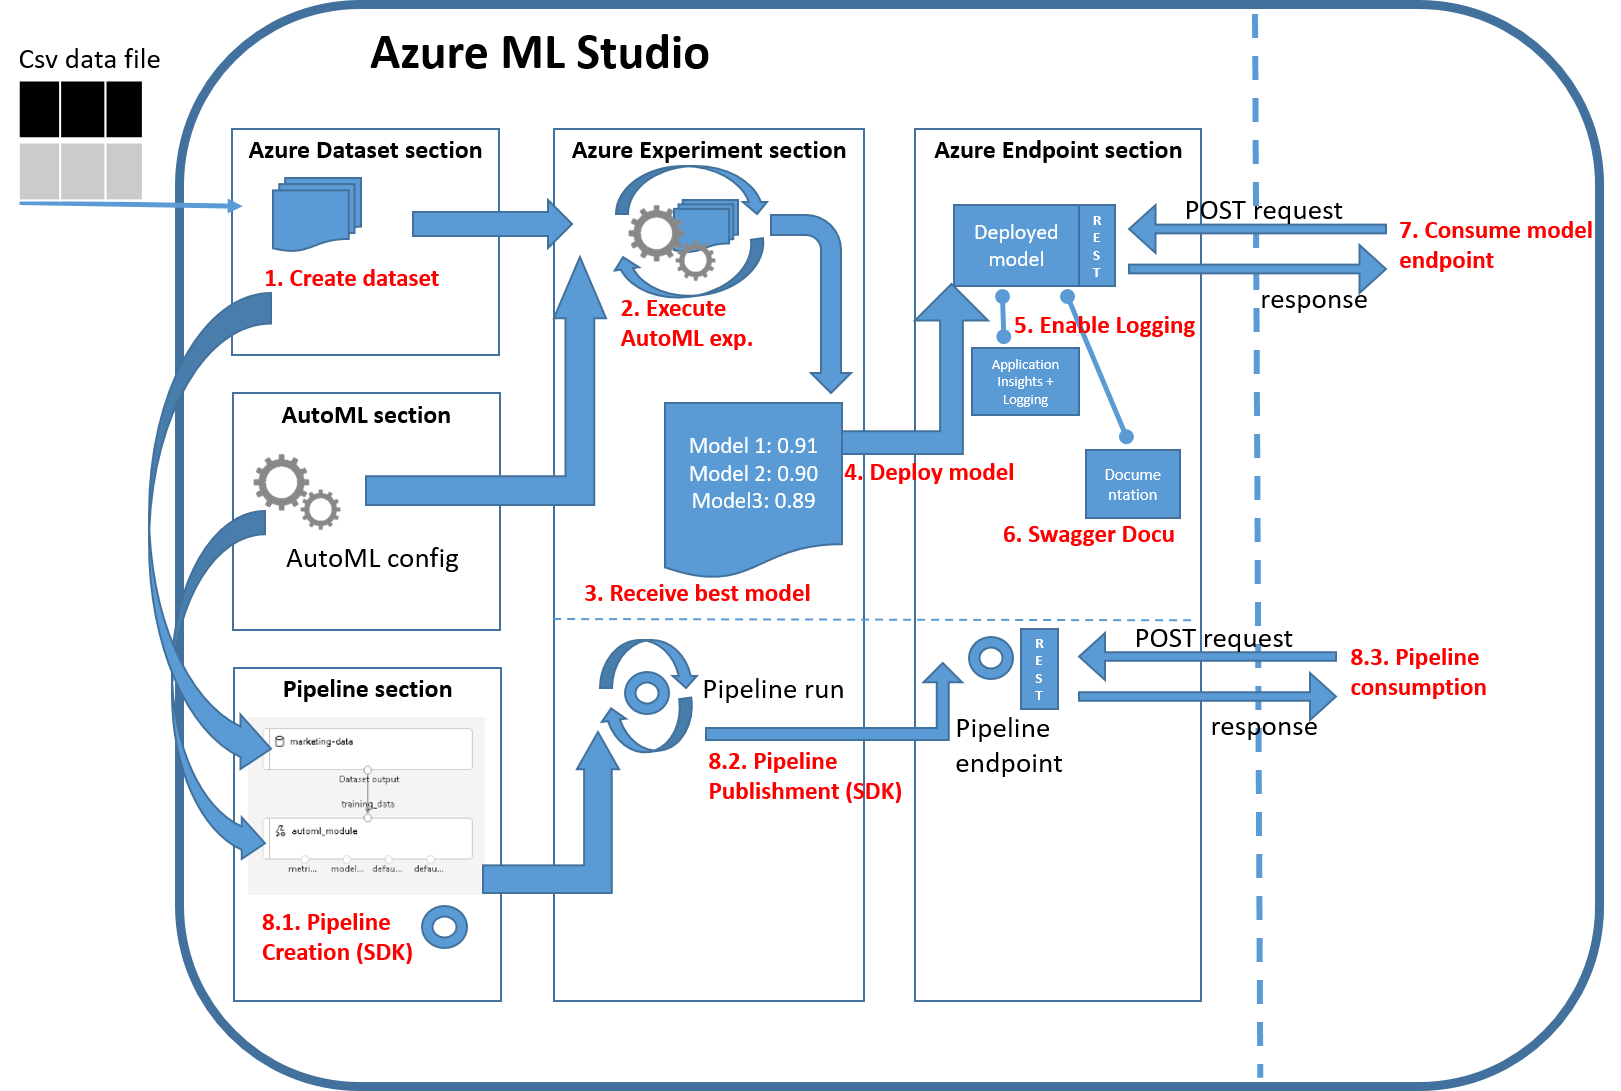 Azure ML Studio
Csv data file
Azure Dataset section
1. Create dataset
AutoML section
AutoML config
Pipeline section
marketing-data
Dataset output
training_data
automl_module
metri...
model...
defau...
defau...
8.1. Pipeline
Creation (SDK)
Azure Experiment section
2. Execute
AutoML exp.
Model 1: 0.91
Model 2: 0.90
Model3: 0.89
3. Receive best model
4. Deploy model
Pipeline run
8.2. Pipeline
Publishment (SDK)
Azure Endpoint section
Deployed
model
R
E
S
T
5. Enable Logging
Application
Insights +
Logging
Docume
ntation
6. Swagger Docu
POST request
response
7. Consume model
endpoint
R
E
S
T
Pipeline
endpoint
POST request
response
8.3. Pipeline
consumption